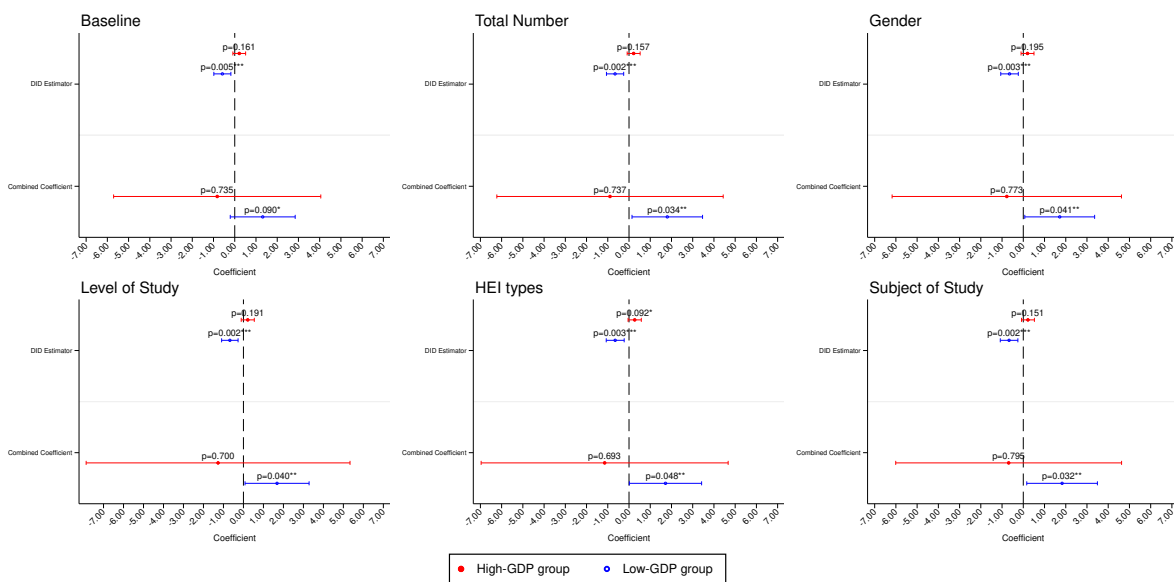 Baseline
p=0.161
p=0.005***
DID Estimator
p=0.735
Combined Coefficient
p=0.090*
-7.00 -6.00 -5.00 -4.00 -3.00 -2.00 -1.00 0.00 1.00 2.00 3.00 4.00 5.00 6.00 7.00
Coefficient
Total Number
p=0.157
p=0.002***
DID Estimator
p=0.737
Combined Coefficient
p=0.034**
-7.00 -6.00 -5.00 -4.00 -3.00 -2.00 -1.00 0.00 1.00 2.00 3.00 4.00 5.00 6.00 7.00
Coefficient
Gender
p=0.195
p=0.003***
DID Estimator
p=0.773
Combined Coefficient
p=0.041**
-7.00 -6.00 -5.00 -4.00 -3.00 -2.00 -1.00 0.00 1.00 2.00 3.00 4.00 5.00 6.00 7.00
Coefficient
Level of Study
p=0.191
p=0.002***
DID Estimator
p=0.700
Combined Coefficient
p=0.040**
-7.00 -6.00 -5.00 -4.00 -3.00 -2.00 -1.00 0.00 1.00 2.00 3.00 4.00 5.00 6.00 7.00
Coefficient
HEI types
p=0.092*
p=0.003***
DID Estimator
p=0.693
Combined Coefficient
p=0.048**
-7.00 -6.00 -5.00 -4.00 -3.00 -2.00 -1.00 0.00 1.00 2.00 3.00 4.00 5.00 6.00 7.00
Coefficient
Subject of Study
p=0.151
p=0.002***
DID Estimator
p=0.795
Combined Coefficient
p=0.032**
-7.00 -6.00 -5.00 -4.00 -3.00 -2.00 -1.00 0.00 1.00 2.00 3.00 4.00 5.00 6.00 7.00
Coefficient
High-GDP group Low-GDP group